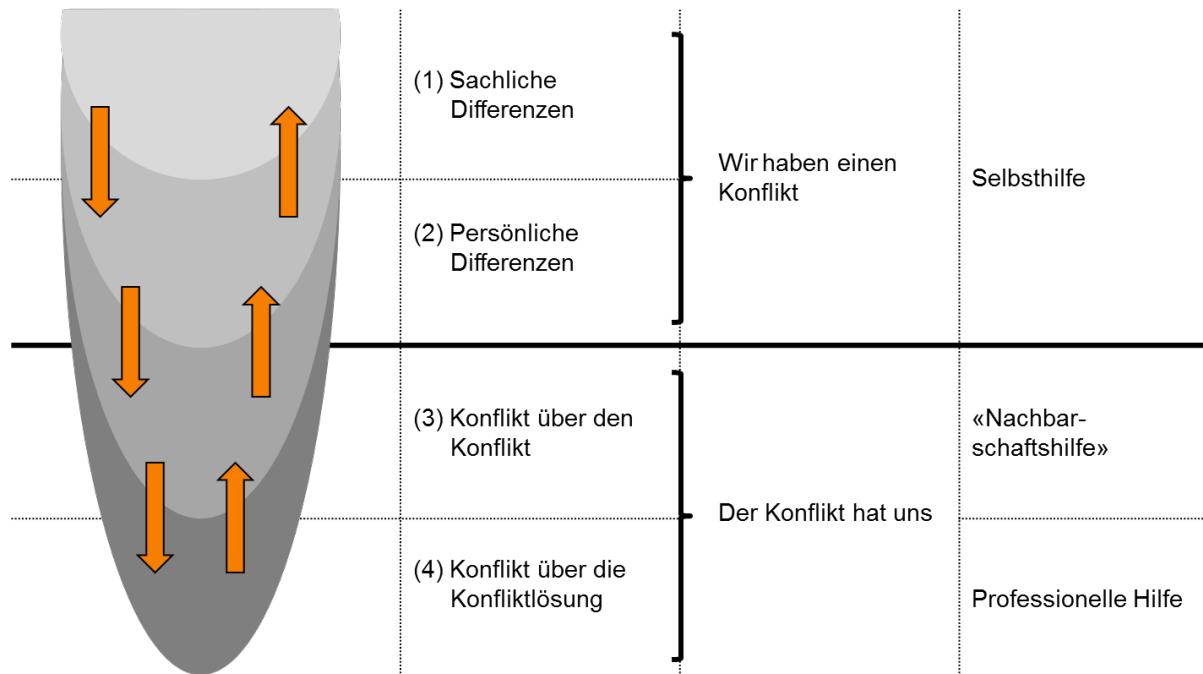 (1) Sachliche
Differenzen
(2) Persönliche
Differenzen
Wir haben einen
Konflikt
Selbsthilfe
(3) Konflikt über den
Konflikt
(4) Konflikt über die
Konfliktlösung
Der Konflikt hat uns
«Nachbar-
schaftshilfe»
Professionelle Hilfe